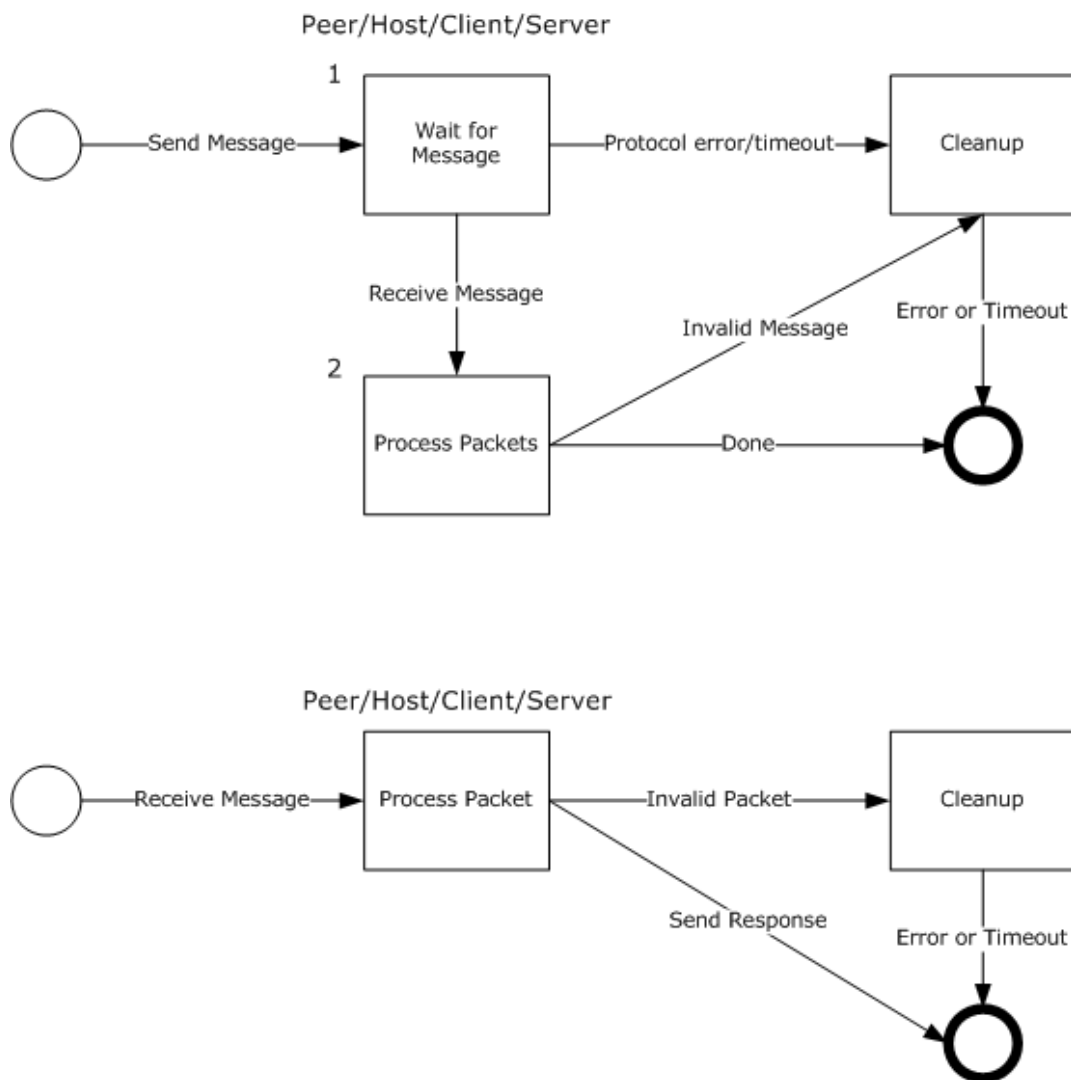 Peer/Host/Client/Server
1
Send Message
Wait for
Message
Protocol error/timeout
Cleanup
Receive Message
Invalid Message
Error or Timeout
2
Process Packets
Done
Peer/Host/Client/Server
Receive Message
Process Packet
Invalid Packet
Cleanup
Send Response
Error or Timeout